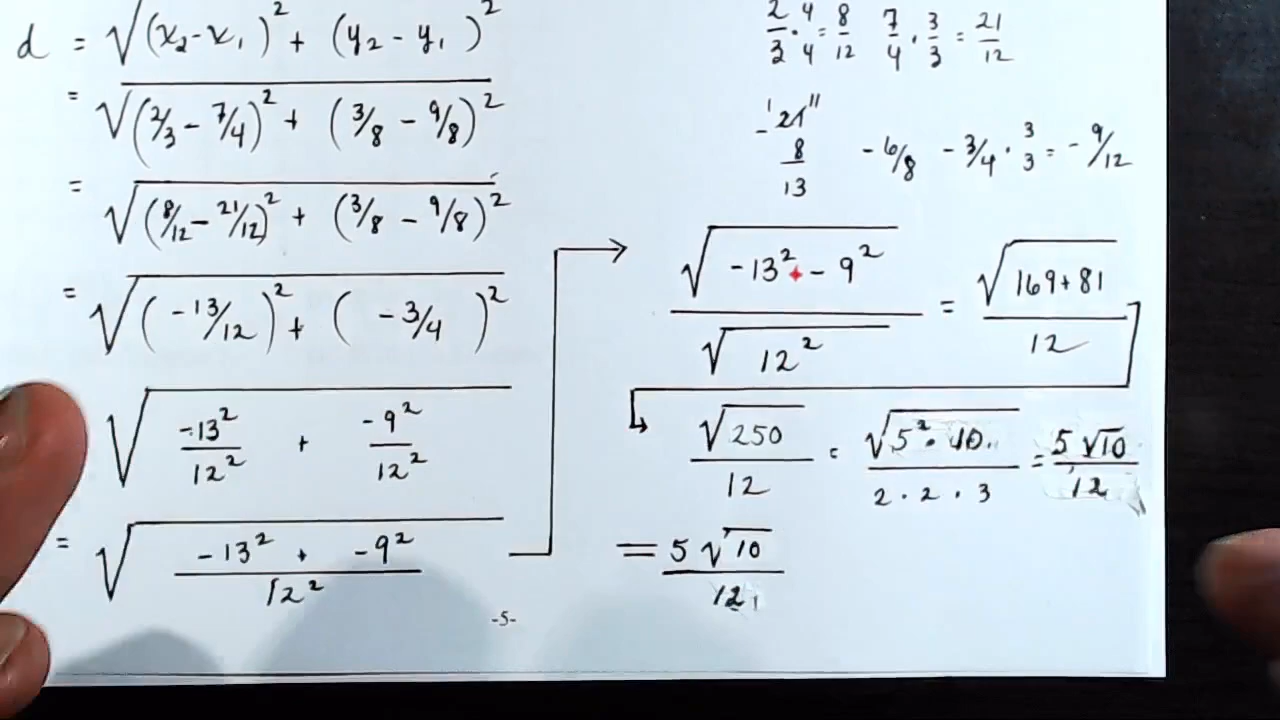 d = √(x₂-x₁)² + (y₂ - y₁)²
= √(2/3 - 7/4)² + (3/8 - 9/8)²
= √(8/12 - 21/12)² + (3/8 - 9/8)²
= √(-13/12)² + (-3/4)²
√ -13²/12² + -9²/12²
= √ (-13² + -9²)/12²
-5-
2/3 · 4/4 = 8/12 7/4 · 3/3 = 21/12
- 21
8
13
- 6/8 - 3/4 · 3/3 = - 9/12
√(-13² + - 9²) / √(12²) = √(169+81) / 12
√250 / 12 = √(5² · 10) / (2 · 2 · 3) = 5√10 / 12
= 5√10 / 12